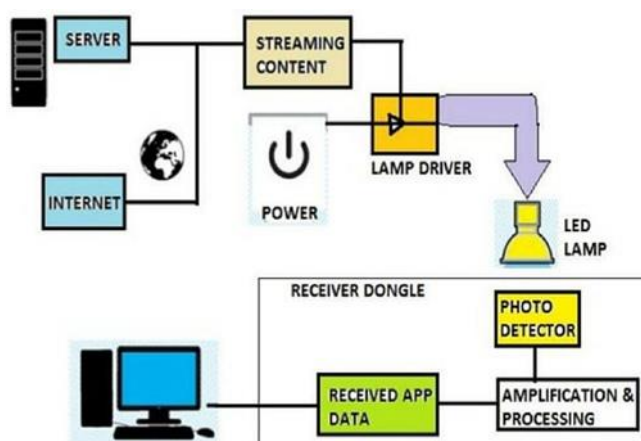 SERVER
STREAMING
CONTENT
INTERNET
POWER
LAMP DRIVER
LED
LAMP
RECEIVER DONGLE
PHOTO
DETECTOR
RECEIVED APP
DATA
AMPLIFICATION &
PROCESSING